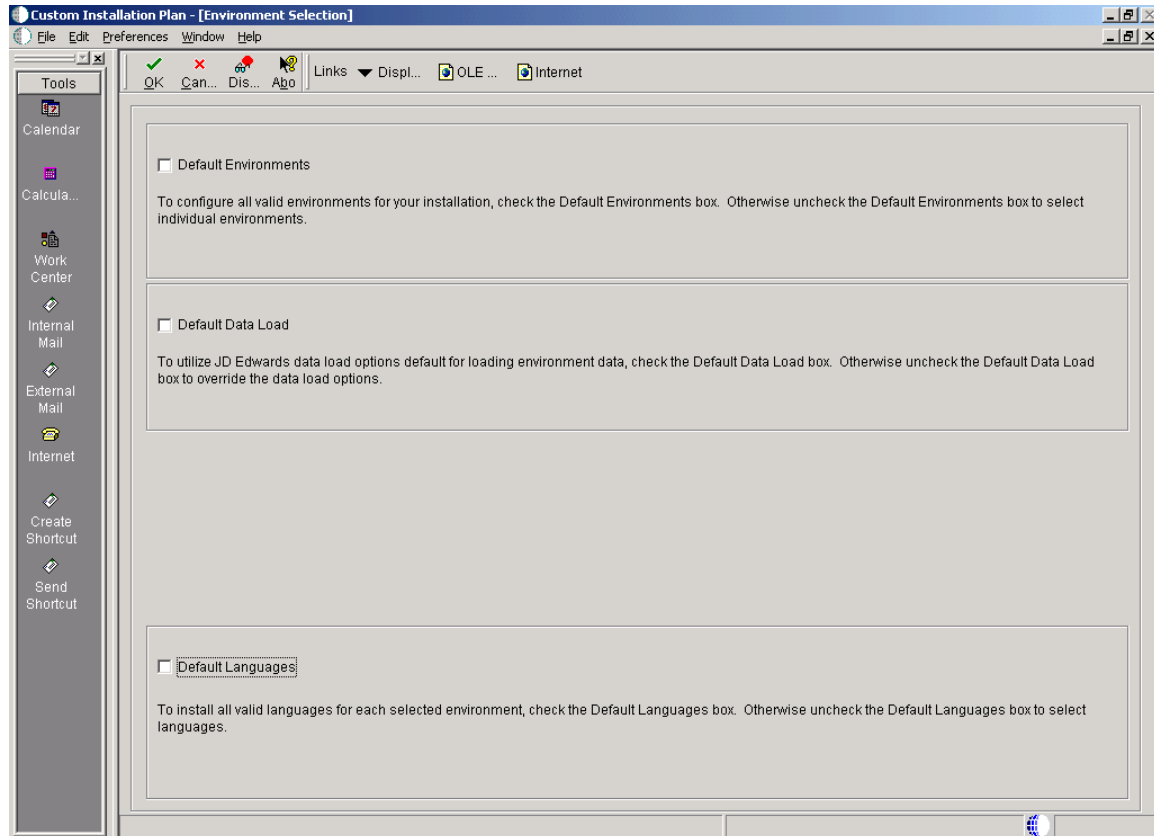 Custom Installation Plan - [Environment Selection]
File Edit Preferences Window Help
Tools
Calendar
Calcula...
Work
Center
Internal
Mail
External
Mail
Internet
Create
Shortcut
Send
Shortcut
OK Can... Dis... Abo Links Displ... OLE ... Internet
Default Environments
To configure all valid environments for your installation, check the Default Environments box. Otherwise uncheck the Default Environments box to select
individual environments.
Default Data Load
To utilize JD Edwards data load options default for loading environment data, check the Default Data Load box. Otherwise uncheck the Default Data Load
box to override the data load options.
Default Languages
To install all valid languages for each selected environment, check the Default Languages box. Otherwise uncheck the Default Languages box to select
languages.